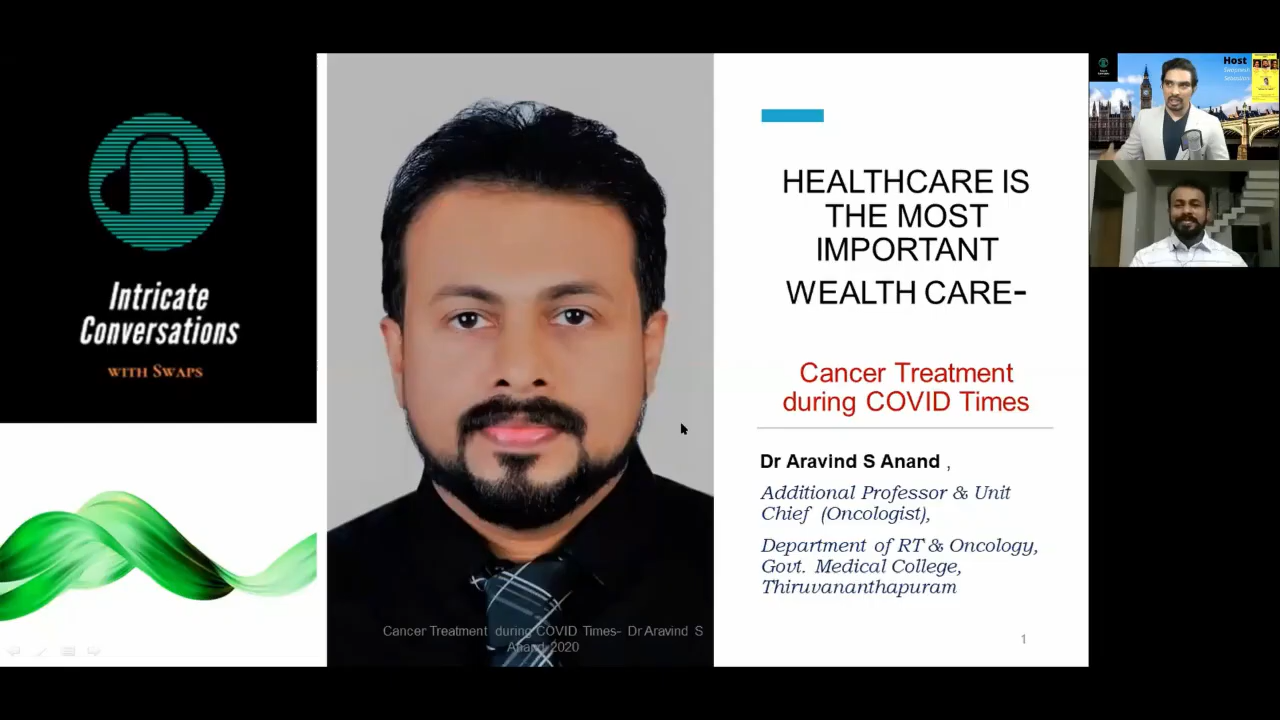 Intricate
Conversations
WITH SWAPS
HEALTHCARE IS
THE MOST
IMPORTANT
WEALTH CARE-
Cancer Treatment
during COVID Times
Dr Aravind S Anand ,
Additional Professor & Unit
Chief (Oncologist),
Department of RT & Oncology,
Govt. Medical College,
Thiruvananthapuram
Cancer Treatment during COVID Times- Dr Aravind S
Anand 2020
1
Host